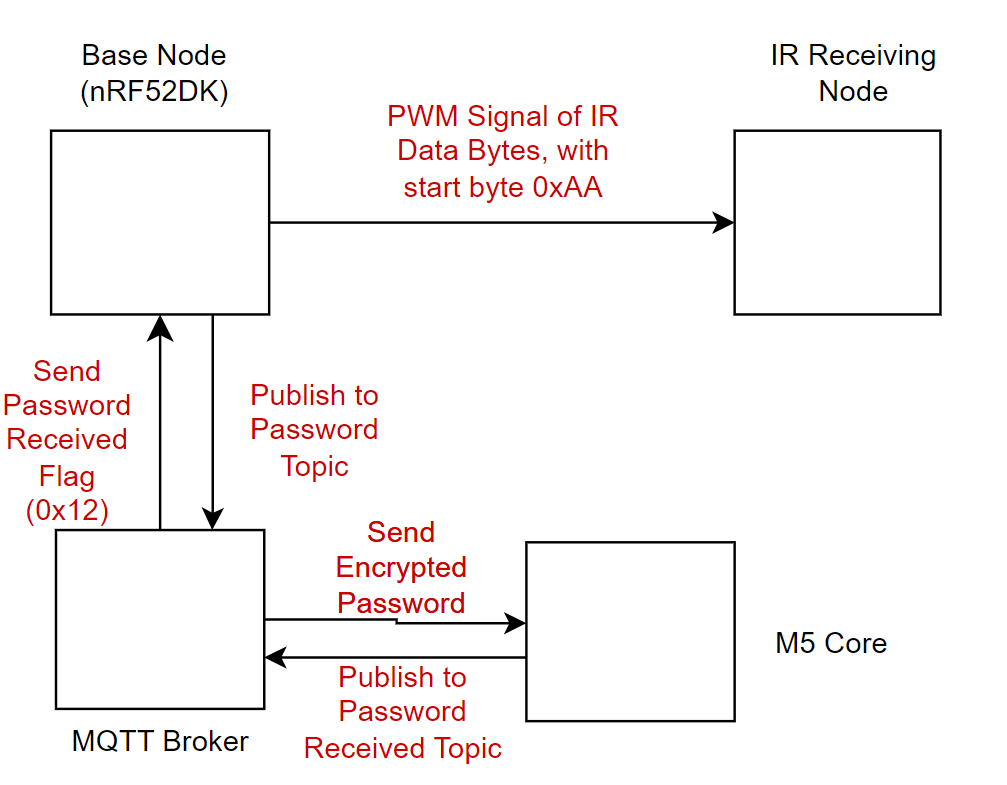 Base Node
(nRF52DK)
IR Receiving
Node
PWM Signal of IR
Data Bytes, with
start byte 0xAA
Send
Password
Received
Flag
(0x12)
Publish to
Password
Topic
Send
Encrypted
Password
M5 Core
Publish to
Password
Received Topic
MQTT Broker